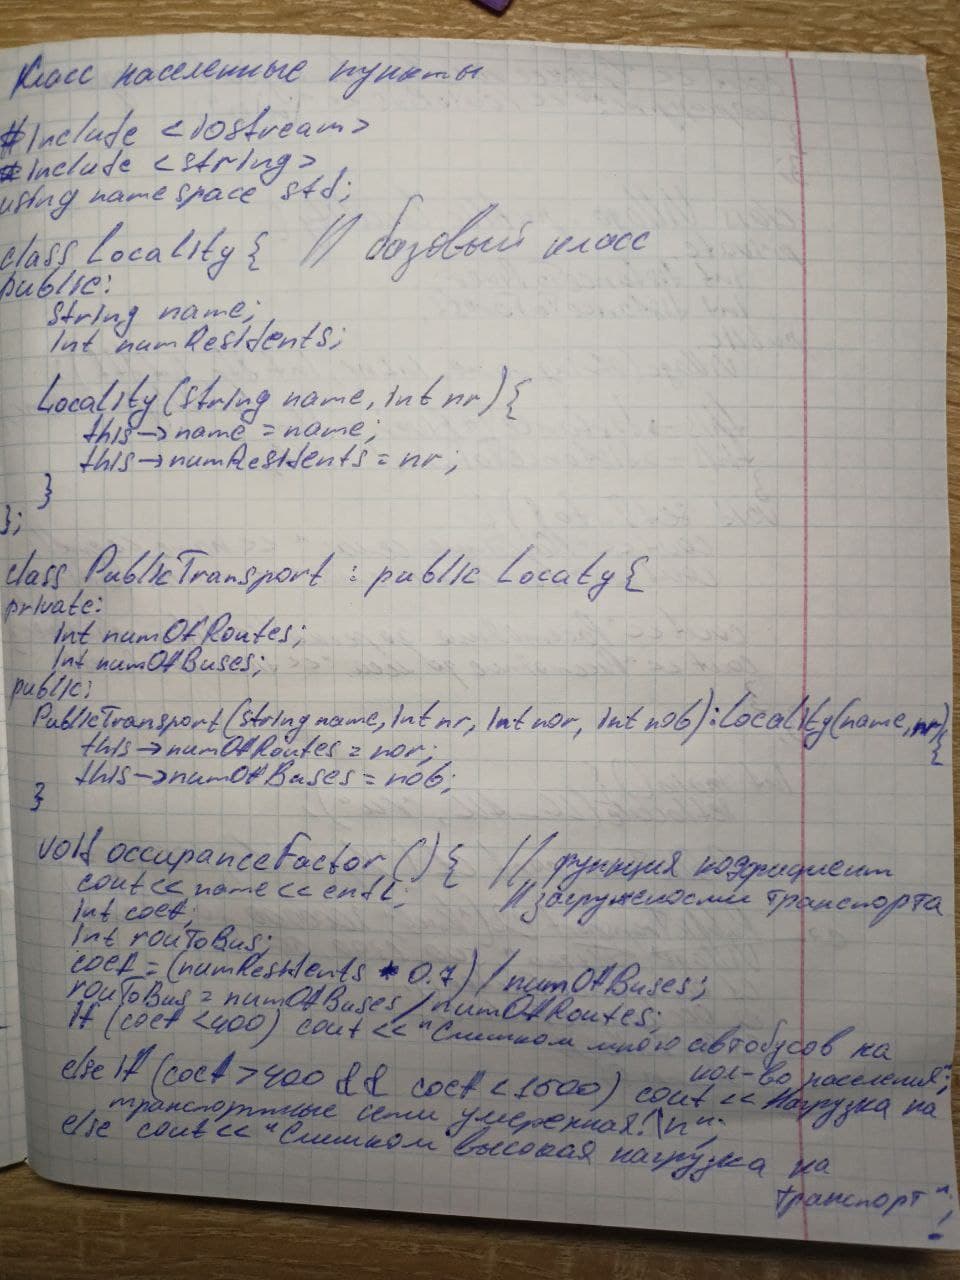 Класс населенные пункты
#include <iostream>
#include <string>
using namespace std;
class Locality { // базовый класс
public:
string name;
int numResidents;
Locality(string name, int nr) {
this->name = name;
this->numResidents = nr;
}
};
class PublicTransport : public Locaty {
private:
int numOfRoutes;
int numOfBuses;
public:
PublicTransport(string name, int nr, int nor, int nob) : Locality(name, nr) {
this->numOfRoutes = nor;
this->numOfBuses = nob;
}
void occupanceFactor() { // функция коэффициент
cout << name << endl; // загруженности транспорта
int coef;
int rouToBus;
coef = (numResidents * 0.7) / numOfBuses;
rouToBus = numOfBuses / numOfRoutes;
if (coef < 400) cout << "Слишком много автобусов на
кол-во населения";
else if (coef > 400 && coef < 1500) cout << "Нагрузка на
транспортные сети умеренная.\n";
else cout << "Слишком высокая нагрузка на
транспорт!";